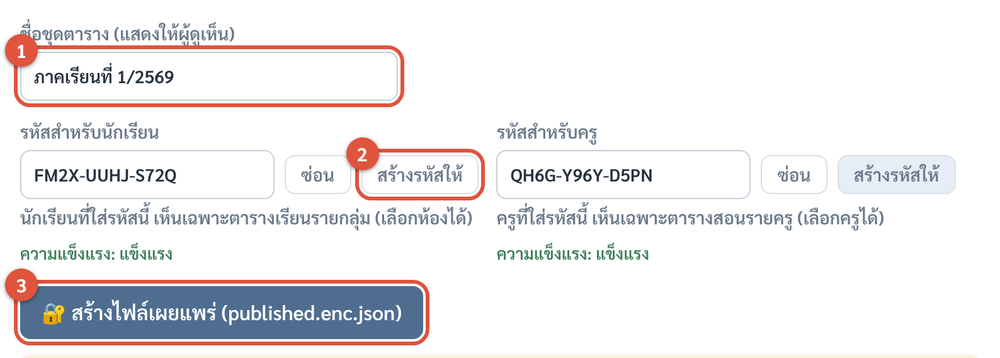 ชื่อชุดตาราง (แสดงให้ผู้ดูเห็น)
1
ภาคเรียนที่ 1/2569
รหัสสำหรับนักเรียน
รหัสสำหรับครู
2
FM2X-UUHJ-S72Q ซ่อน สร้างรหัสให้ QH6G-Y96Y-D5PN ซ่อน สร้างรหัสให้
นักเรียนที่ใส่รหัสนี้ เห็นเฉพาะตารางเรียนรายกลุ่ม (เลือกห้องได้)
ครูที่ใส่รหัสนี้ เห็นเฉพาะตารางสอนรายครู (เลือกครูได้)
ความแข็งแรง: แข็งแรง
ความแข็งแรง: แข็งแรง
3
🔐 สร้างไฟล์เผยแพร่ (published.enc.json)